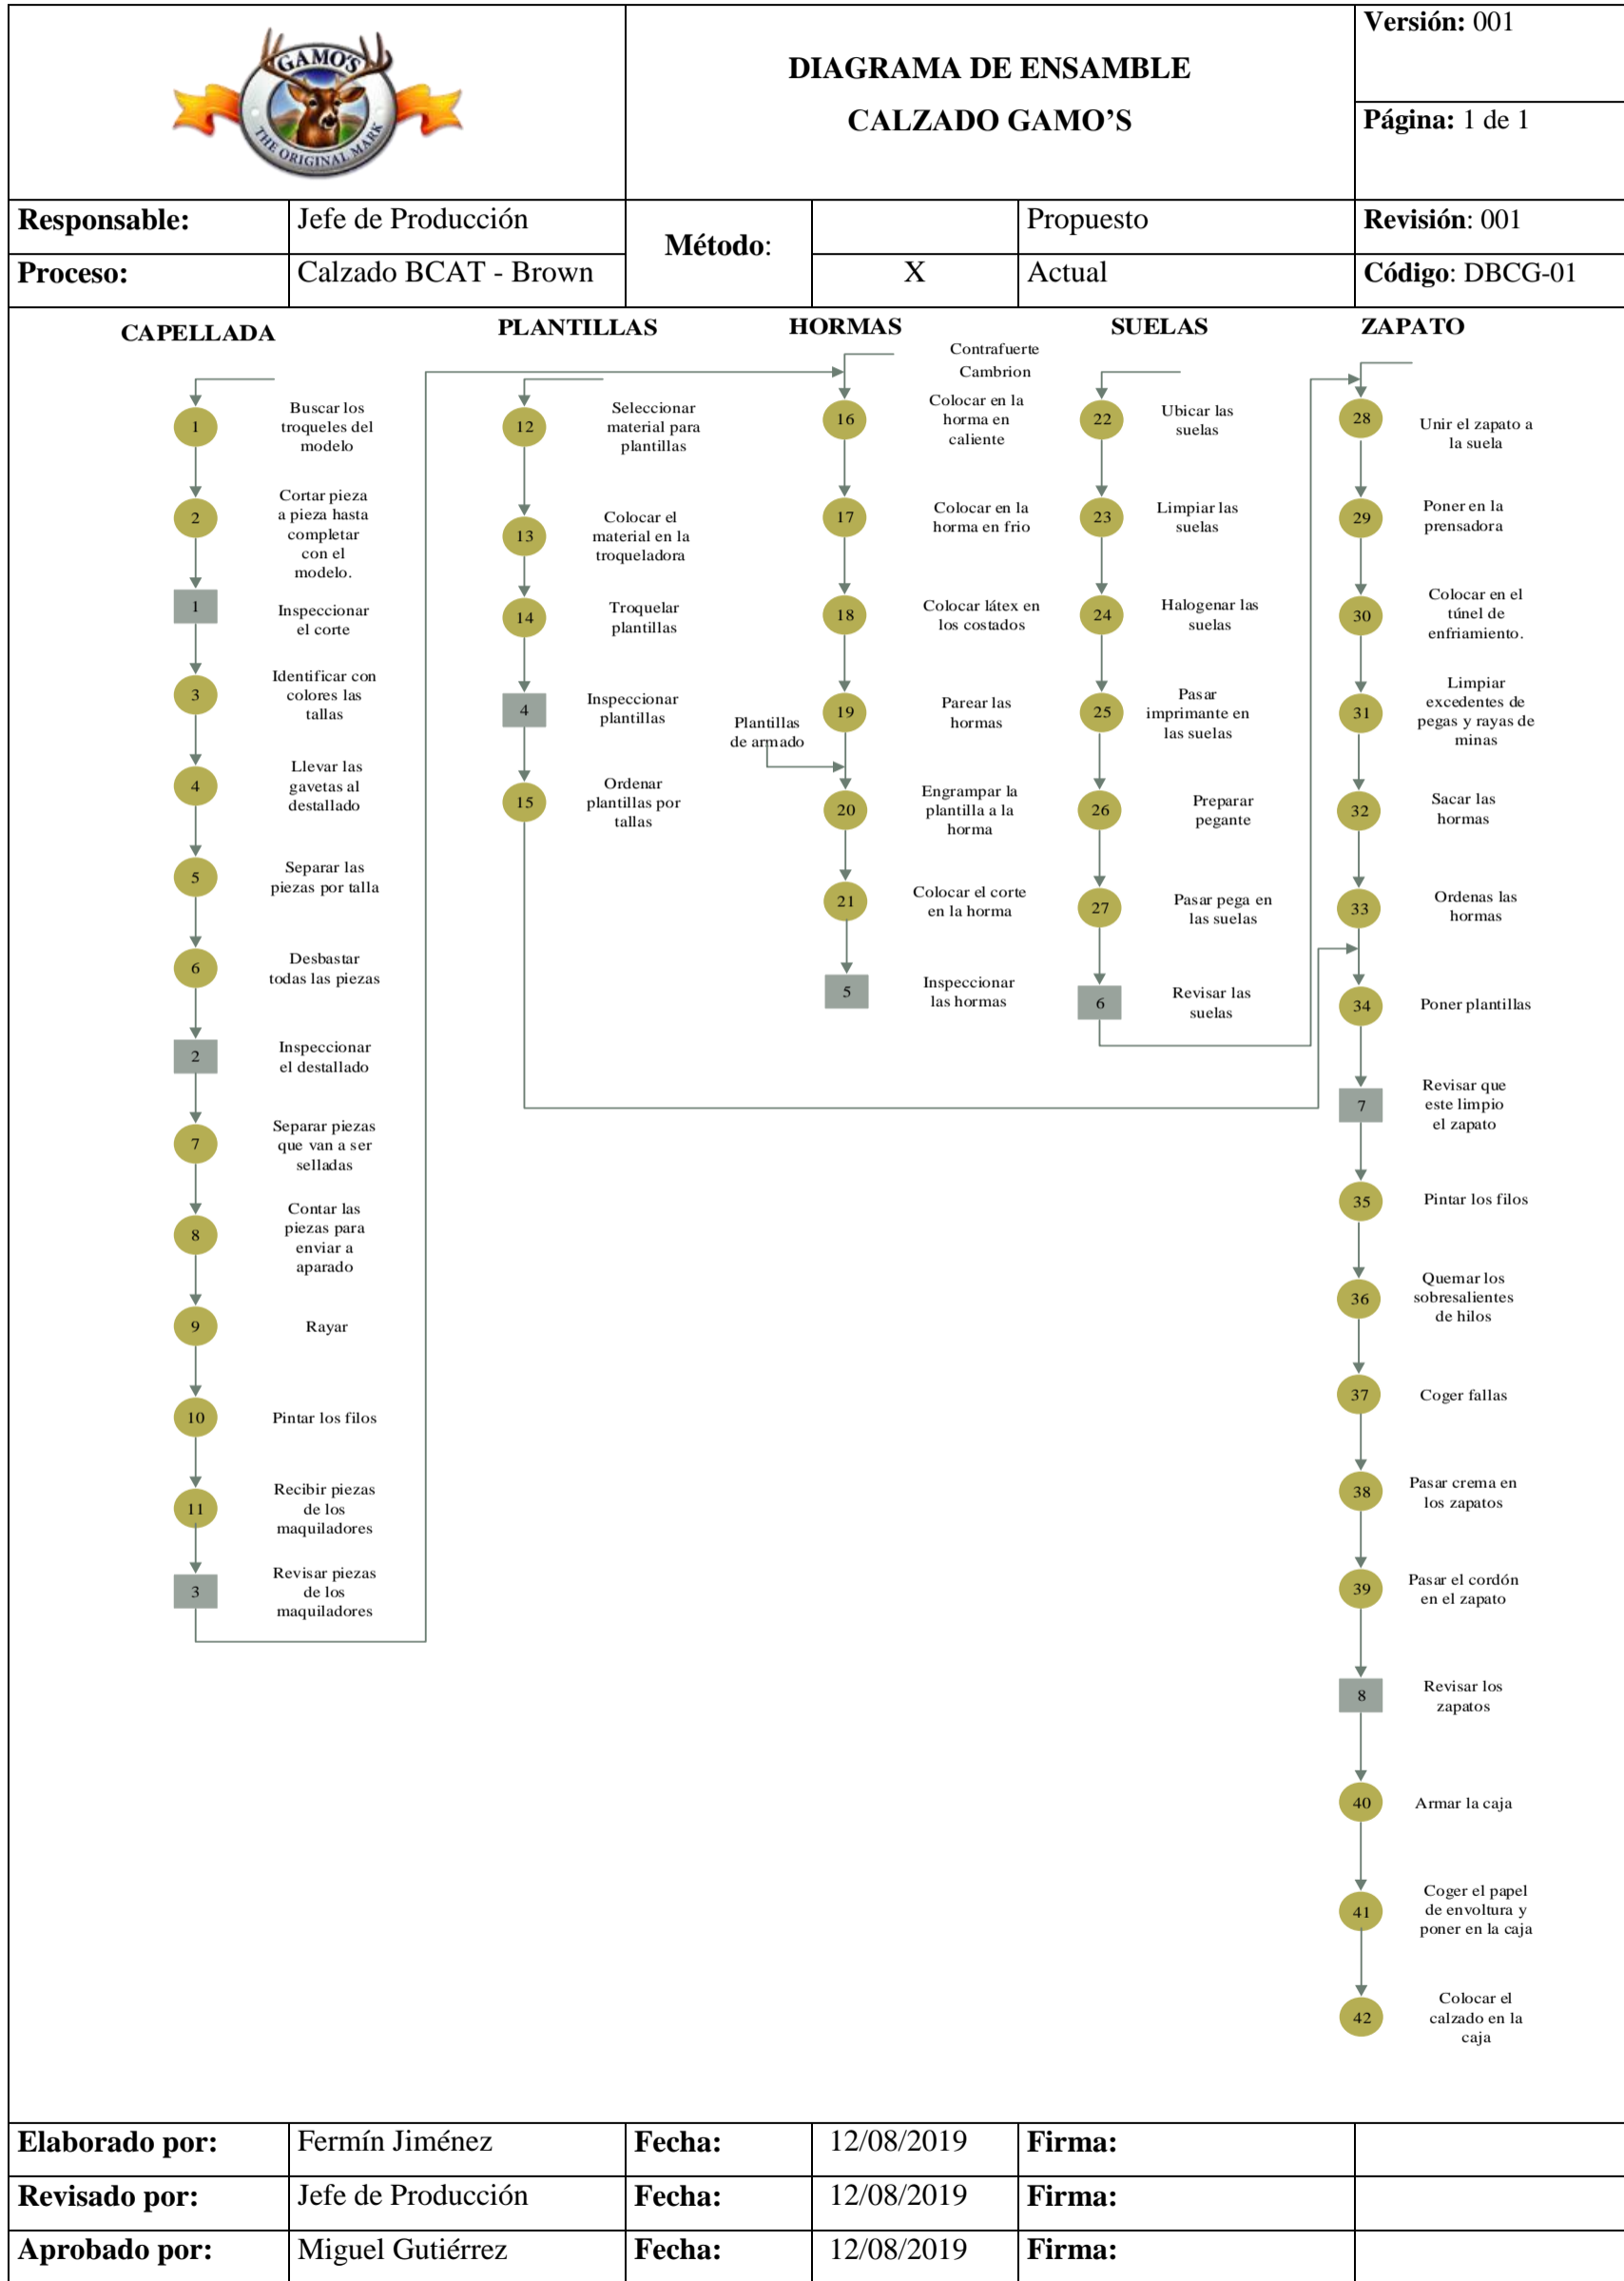 GAMO'S
THE ORIGINAL MARK
DIAGRAMA DE ENSAMBLE
CALZADO GAMO’S
Versión: 001
Página: 1 de 1
Responsable:
Jefe de Producción
Método:
Propuesto
Revisión: 001
Proceso:
Calzado BCAT - Brown
X
Actual
Código: DBCG-01
CAPELLADA
1
Buscar los
troqueles del
modelo
2
Cortar pieza
a pieza hasta
completar
con el
modelo.
1
Inspeccionar
el corte
3
Identificar con
colores las
tallas
4
Llevar las
gavetas al
destallado
5
Separar las
piezas por talla
6
Desbastar
todas las piezas
2
Inspeccionar
el destallado
7
Separar piezas
que van a ser
selladas
8
Contar las
piezas para
enviar a
aparado
9
Rayar
10
Pintar los filos
11
Recibir piezas
de los
maquiladores
3
Revisar piezas
de los
maquiladores
PLANTILLAS
12
Seleccionar
material para
plantillas
13
Colocar el
material en la
troqueladora
14
Troquelar
plantillas
4
Inspeccionar
plantillas
15
Ordenar
plantillas por
tallas
HORMAS
Contrafuerte
Cambrion
16
Colocar en la
horma en
caliente
17
Colocar en la
horma en frio
18
Colocar látex en
los costados
19
Parear las
hormas
Plantillas
de armado
20
Engrampar la
plantilla a la
horma
21
Colocar el corte
en la horma
5
Inspeccionar
las hormas
SUELAS
22
Ubicar las
suelas
23
Limpiar las
suelas
24
Halogenar las
suelas
25
Pasar
imprimante en
las suelas
26
Preparar
pegante
27
Pasar pega en
las suelas
6
Revisar las
suelas
ZAPATO
28
Unir el zapato a
la suela
29
Poner en la
prensadora
30
Colocar en el
túnel de
enfriamiento.
31
Limpiar
excedentes de
pegas y rayas de
minas
32
Sacar las
hormas
33
Ordenas las
hormas
34
Poner plantillas
7
Revisar que
este limpio
el zapato
35
Pintar los filos
36
Quemar los
sobresalientes
de hilos
37
Coger fallas
38
Pasar crema en
los zapatos
39
Pasar el cordón
en el zapato
8
Revisar los
zapatos
40
Armar la caja
41
Coger el papel
de envoltura y
poner en la caja
42
Colocar el
calzado en la
caja
Elaborado por:
Fermín Jiménez
Fecha:
12/08/2019
Firma:
Revisado por:
Jefe de Producción
Fecha:
12/08/2019
Firma:
Aprobado por:
Miguel Gutiérrez
Fecha:
12/08/2019
Firma: